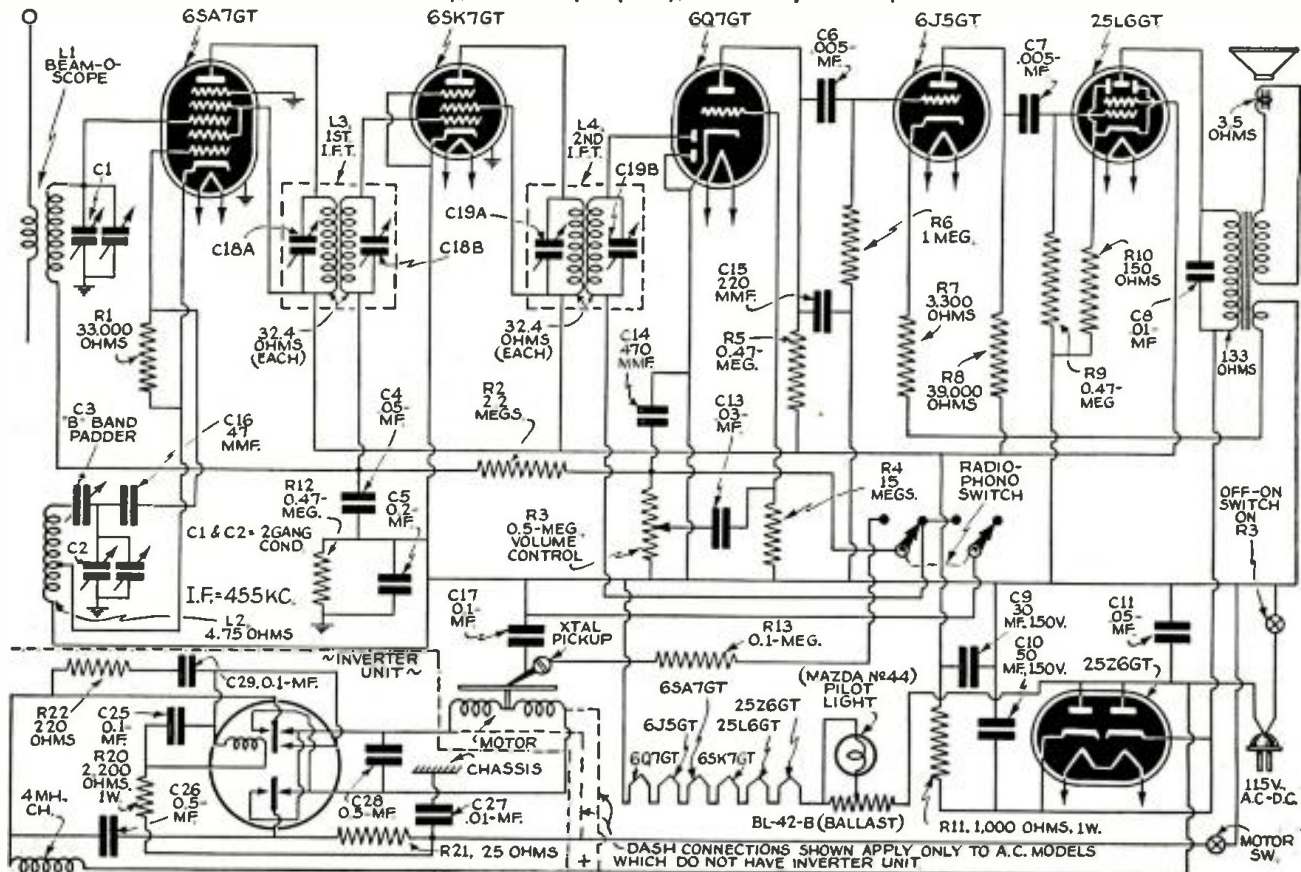 6SA7GT
6SK7GT
6Q7GT
6J5GT
25L6GT
L1
BEAM-O-
SCOPE
C1
C6
.005-
MF
C7
.005-
MF
3.5
OHMS
L3
1ST
I.F.T.
L4
2ND
I.F.T.
C19B
C18A
C19A
C18B
R6
1 MEG.
R10
150
OHMS
R1
33,000
OHMS
32.4
OHMS
(EACH)
32.4
OHMS
(EACH)
C15
220
MMF.
R7
3,300
OHMS
C8
.01
MF
C14
470
MMF.
R5
0.47-
MEG.
R8
39,000
OHMS
R9
0.47-
MEG
133
OHMS
C3
"B" BAND
PADDER
C16
47
MMF.
C4
.05-
MF
R2
2.2
MEGS.
C13
.03-
MF.
R4
15
MEGS.
RADIO-
PHONO
SWITCH
OFF-ON
SWITCH
ON
R3
R12
0.47-
MEG.
C5
0.2-
MF.
R3
0.5-MEG
VOLUME
CONTROL
C1 & C2 = 2 GANG
COND
C2
I.F.=455KC.
L2
4.75 OHMS
C17
0.1-
MF
XTAL
PICKUP
R13
0.1-MEG.
C9
30
MF,150V.
C10
50
MF,150V.
C11
.05-
MF
25Z6GT
~INVERTER
UNIT~
C29,0.1-MF.
R22
220
OHMS
C25
0.1-
MF.
R20
2,200
OHMS,
1W.
C26
0.5-
MF
4MH.
CH.
MOTOR
CHASSIS
C28
0.5-MF
C27
.01-MF.
R21, 25 OHMS
6SA7GT
6J5GT
25Z6GT
25L6GT
6Q7GT
6SK7GT
(MAZDA Nº44)
PILOT
LIGHT
BL-42-B (BALLAST)
R11, 1,000 OHMS, 1W.
115V.
A.C-D.C.
MOTOR
SW.
+
DASH CONNECTIONS SHOWN APPLY ONLY TO A.C. MODELS
WHICH DO NOT HAVE INVERTER UNIT